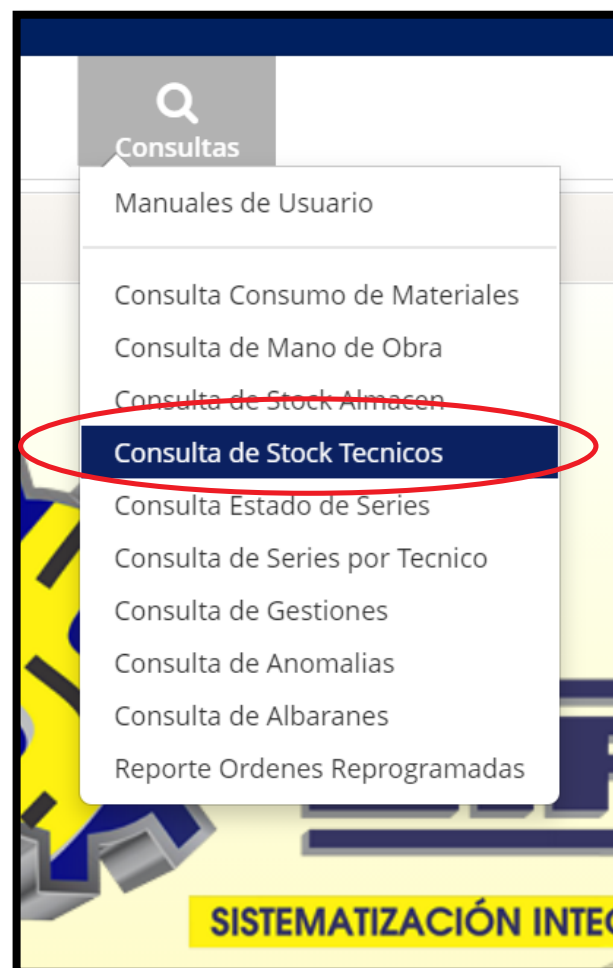 Consultas
Manuales de Usuario
Consulta Consumo de Materiales
Consulta de Mano de Obra
Consulta de Stock Almacen
Consulta de Stock Tecnicos
Consulta Estado de Series
Consulta de Series por Tecnico
Consulta de Gestiones
Consulta de Anomalias
Consulta de Albaranes
Reporte Ordenes Reprogramadas
SISTEMATIZACIÓN